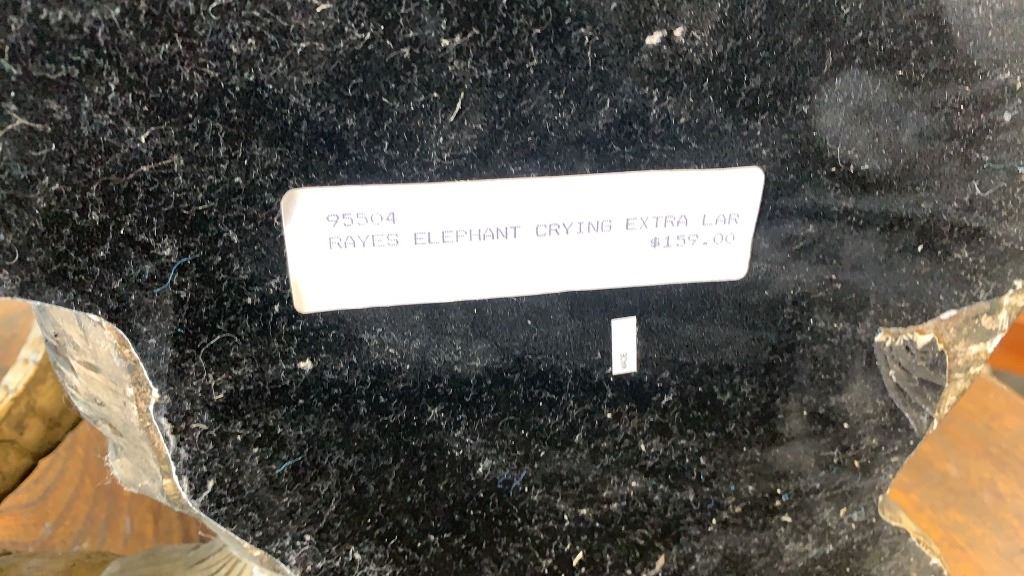 95504
RAYES ELEPHANT CRYING EXTRA LAR
$159.00